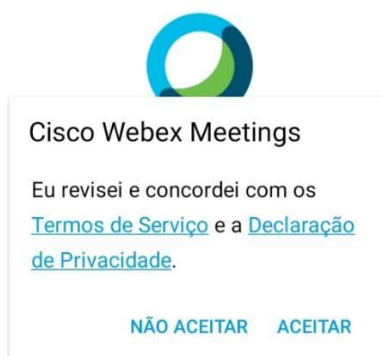 Cisco Webex Meetings
Eu revisei e concordei com os
Termos de Serviço e a Declaração
de Privacidade.
NÃO ACEITAR ACEITAR